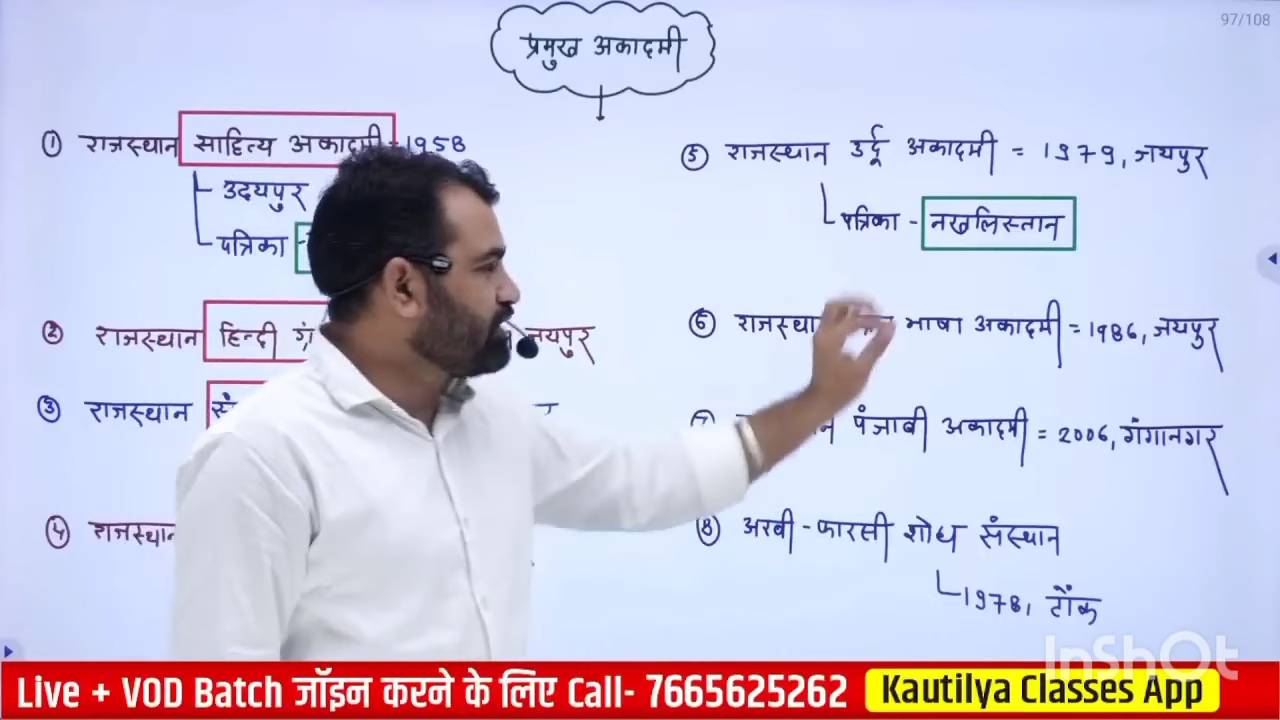 97/108
प्रमुख अकादमी
① राजस्थान साहित्य अकादमी - 1958
उदयपुर
पत्रिका -
② राजस्थान हिन्दी ग्रं जयपुर
③ राजस्थान
④ राजस्थान
⑤ राजस्थान उर्दू अकादमी = 1979, जयपुर
पत्रिका - नखलिस्तान
⑥ राजस्था भाषा अकादमी = 1986, जयपुर
⑦ पंजाबी अकादमी = 2006, गंगानगर
⑧ अरबी - फारसी शोध संस्थान
1978, टोंक
InShOt
Live + VOD Batch जॉइन करने के लिए Call- 7665625262 Kautilya Classes App